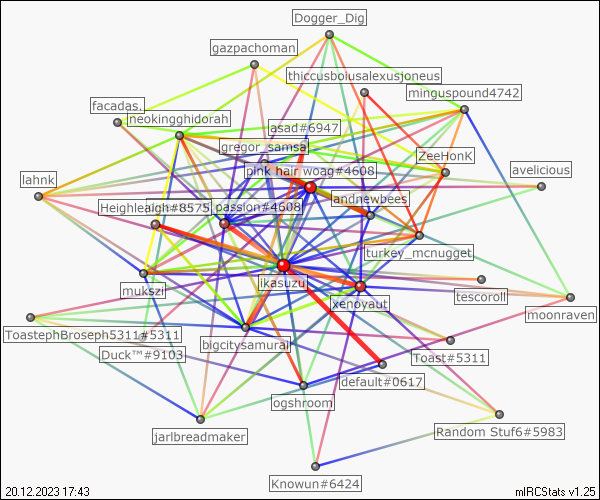 Dogger_Dig
gazpachoman
thiccusboiusalexusjoneus
minguspound4742
facadas.
neokingghidorah
asad#6947
gregor_samsa
ZeeHonK
pink hair woag#4608
avelicious
lahnk
andnewbees
Heighleaigh#8575
passion#4608
turkey_mcnugget
mukszi
likasuzu
tescoroll
xenoyaut
moonraven
ToastephBroseph5311#5311
bigcitysamurai
Duck™#9103
Toast#5311
default#0617
ogshroom
jarlbreadmaker
Random Stuf6#5983
Knowun#6424
20.12.2023 17:43
mIRCStats v1.25